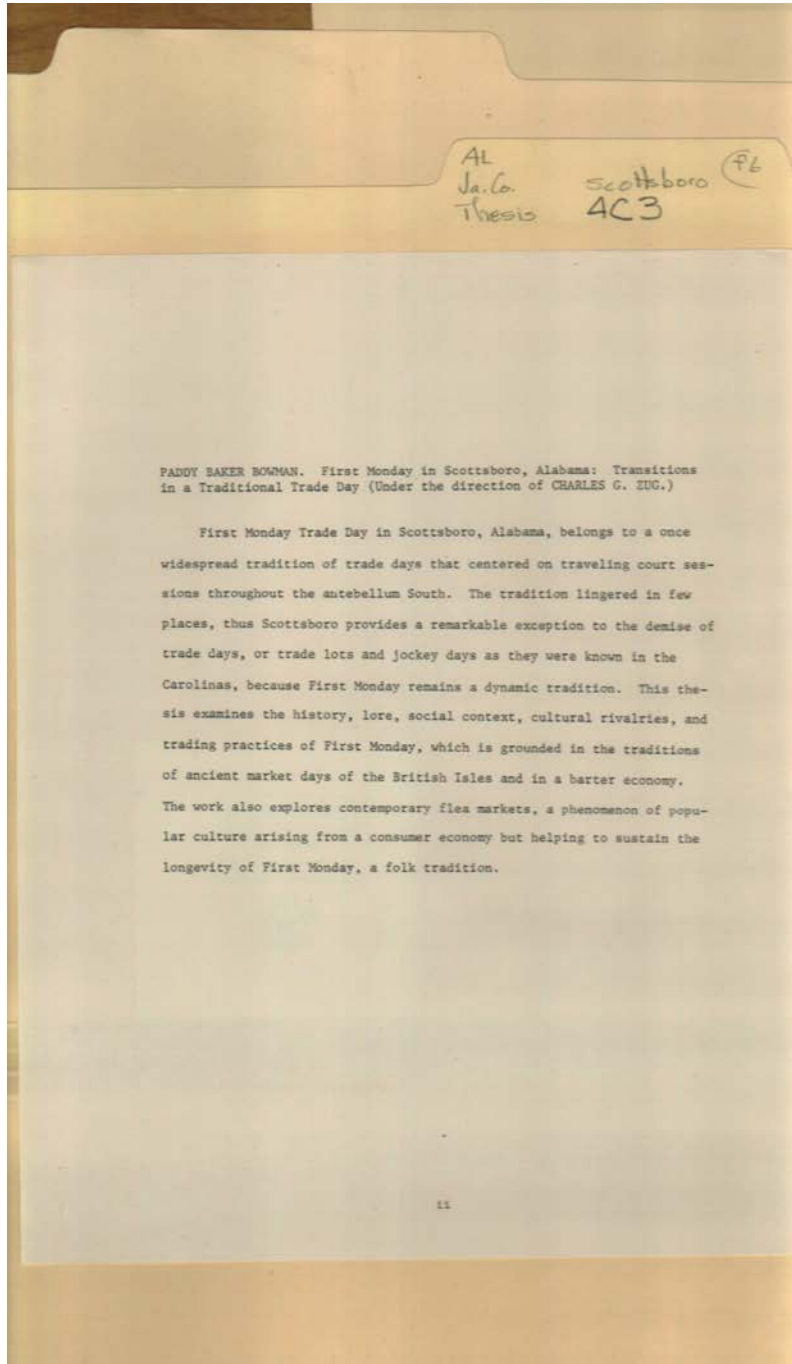 AL
Ja. Co. Scottsboro
Thesis 4C3
PADDY BAKER BOWMAN. First Monday in Scottsboro, Alabama: Transitions
in a Traditional Trade Day (Under the direction of CHARLES G. ZUG.)
First Monday Trade Day in Scottsboro, Alabama, belongs to a once
widespread tradition of trade days that centered on traveling court ses-
sions throughout the antebellum South. The tradition lingered in few
places, thus Scottsboro provides a remarkable exception to the demise of
trade days, or trade lots and jockey days as they were known in the
Carolinas, because First Monday remains a dynamic tradition. This the-
sis examines the history, lore, social context, cultural rivalries, and
trading practices of First Monday, which is grounded in the traditions
of ancient market days of the British Isles and in a barter economy.
The work also explores contemporary flea markets, a phenomenon of popu-
lar culture arising from a consumer economy but helping to sustain the
longevity of First Monday, a folk tradition.
ii